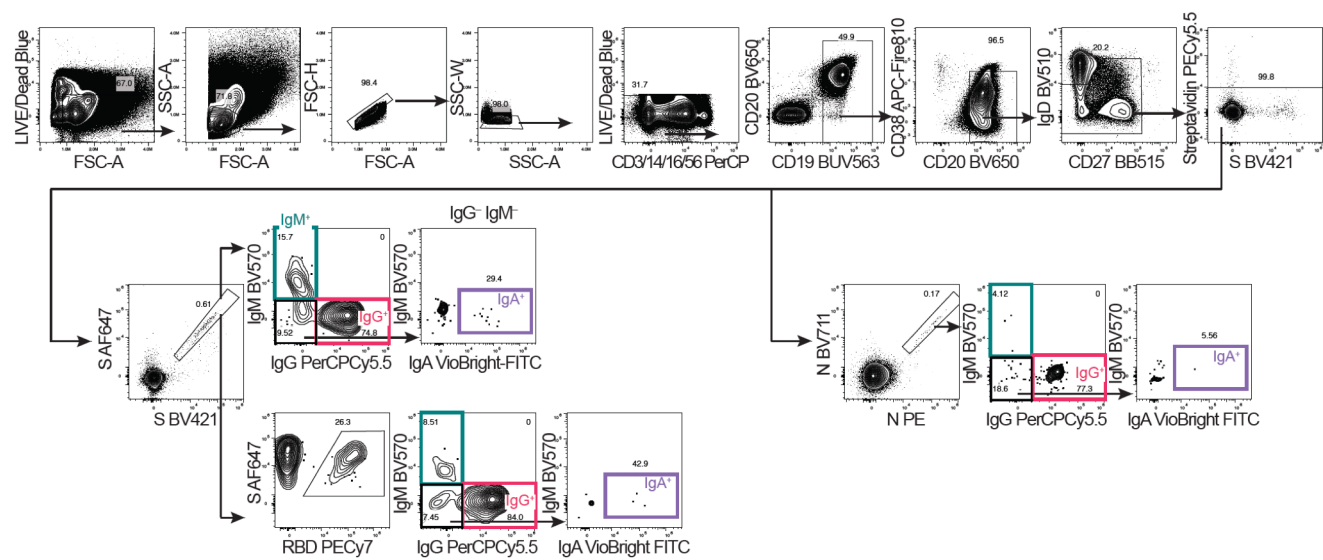 LIVE/Dead Blue
67.0
FSC-A
SSC-A
71.8
FSC-A
FSC-H
98.4
FSC-A
SSC-W
98.0
SSC-A
LIVE/Dead Blue
31.7
CD3/14/16/56 PerCP
CD20 BV650
49.9
CD19 BUV563
CD38 APC-Fire810
96.5
CD20 BV650
IgD BV510
20.2
CD27 BB515
Streptavidin PECy5.5
99.8
S BV421
S AF647
0.61
S BV421
IgM⁺
IgM BV570
15.7
0
IgG⁺
9.52
74.8
IgG PerCPCy5.5
IgG⁻ IgM⁻
IgM BV570
29.4
IgA⁺
IgA VioBright-FITC
N BV711
0.17
N PE
IgM BV570
4.12
0
IgG⁺
18.6
77.3
IgG PerCPCy5.5
IgM BV570
5.56
IgA⁺
IgA VioBright FITC
S AF647
26.3
RBD PECy7
IgM BV570
8.51
0
IgG⁺
7.45
84.0
IgG PerCPCy5.5
IgM BV570
42.9
IgA⁺
IgA VioBright FITC